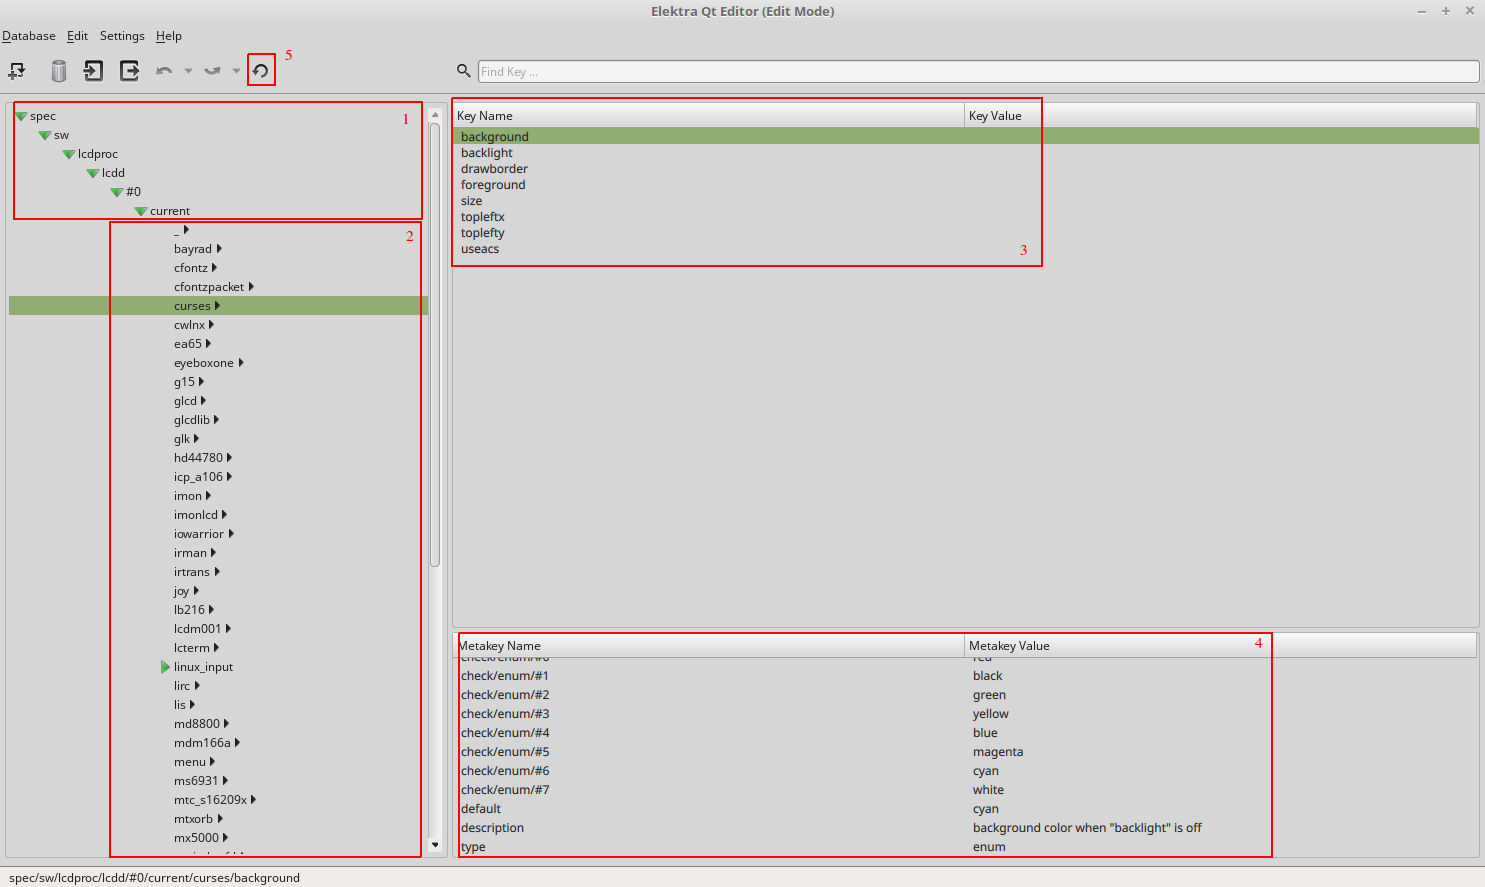 Elektra Qt Editor (Edit Mode)
Database Edit Settings Help
5
Find Key ...
spec
1
sw
lcdproc
lcdd
#0
current
2
_
bayrad
cfontz
cfontzpacket
curses
cwlnx
ea65
eyeboxone
g15
glcd
glcdlib
glk
hd44780
icp_a106
imon
imonlcd
iowarrior
irman
irtrans
joy
lb216
lcdm001
lcterm
linux_input
lirc
lis
md8800
mdm166a
menu
ms6931
mtc_s16209x
mtxorb
mx5000
Key Name Key Value
background
backlight
drawborder
foreground
size
topleftx
toplefty
useacs
3
Metakey Name Metakey Value
4
check/enum/#0 red
check/enum/#1 black
check/enum/#2 green
check/enum/#3 yellow
check/enum/#4 blue
check/enum/#5 magenta
check/enum/#6 cyan
check/enum/#7 white
default cyan
description background color when "backlight" is off
type enum
spec/sw/lcdproc/lcdd/#0/current/curses/background